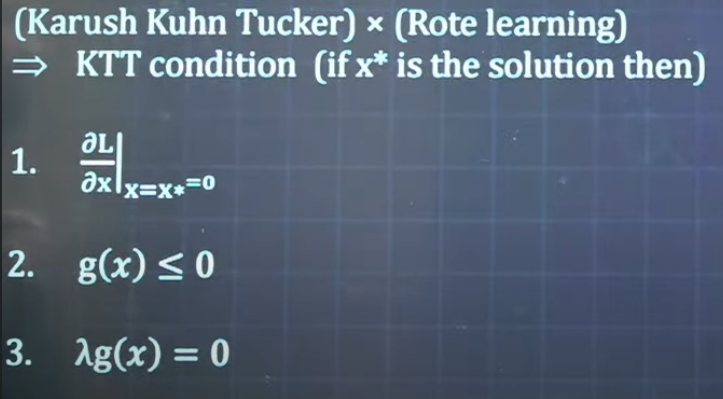 (Karush Kuhn Tucker) × (Rote learning)
⇒ KTT condition (if x* is the solution then)
1. ∂L/∂x|x=x*=0
2. g(x) ≤ 0
3. λg(x) = 0